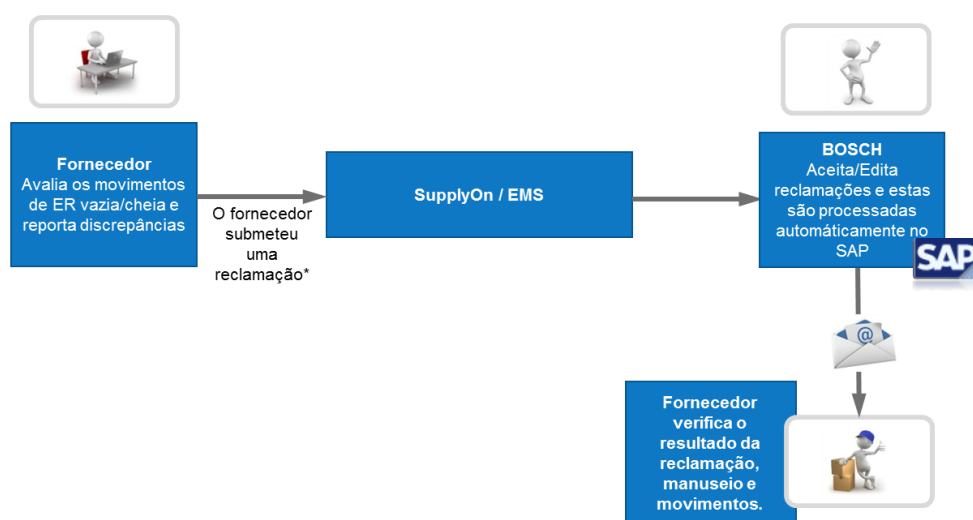 Fornecedor
Avalia os movimentos
de ER vazia/cheia e
reporta discrepâncias
O fornecedor
submeteu
uma
reclamação*
SupplyOn / EMS
BOSCH
Aceita/Edita
reclamações e estas
são processadas
automáticamente no
SAP
SAP
@
Fornecedor
verifica o
resultado da
reclamação,
manuseio e
movimentos.